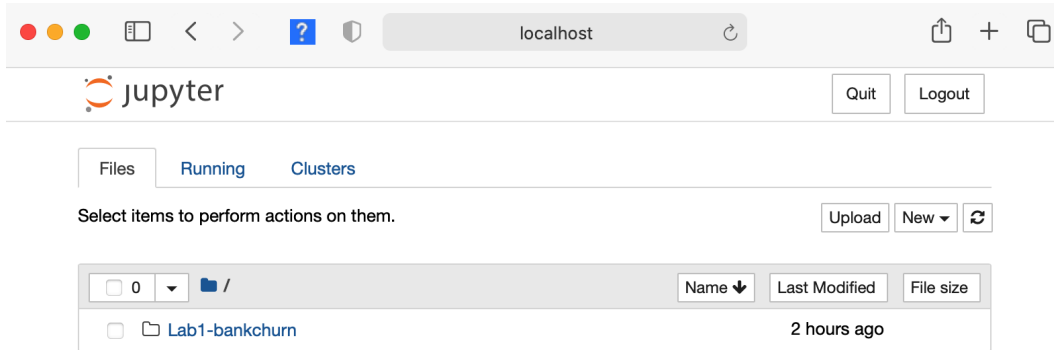 localhost
jupyter
Quit Logout
Files Running Clusters
Select items to perform actions on them.
Upload New
0 / Name Last Modified File size
Lab1-bankchurn 2 hours ago